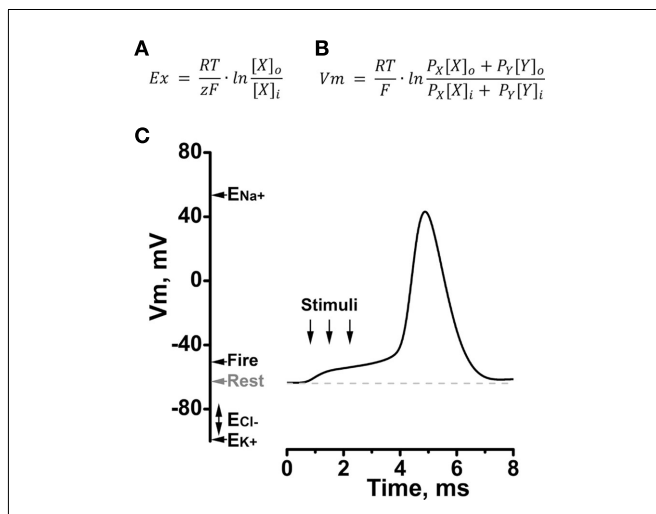 A
B
Ex = RT/zF · ln [X]o/[X]i
Vm = RT/F · ln PX[X]o + PY[Y]o / PX[X]i + PY[Y]i
C
Vm, mV
80
40
0
-40
-80
ENa+
Fire
Rest
ECl-
EK+
Stimuli
0 2 4 6 8
Time, ms